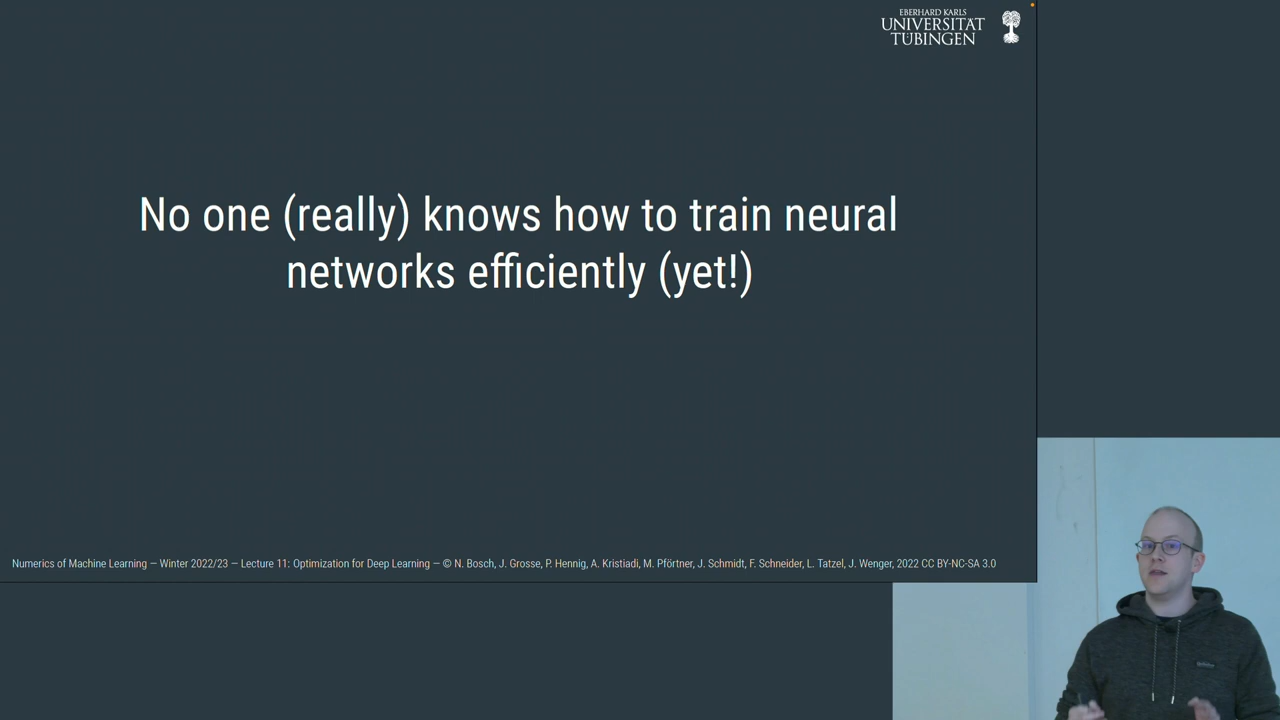 EBERHARD KARLS
UNIVERSITÄT
TÜBINGEN
No one (really) knows how to train neural
networks efficiently (yet!)
Numerics of Machine Learning — Winter 2022/23 — Lecture 11: Optimization for Deep Learning — © N. Bosch, J. Grosse, P. Hennig, A. Kristiadi, M. Pförtner, J. Schmidt, F. Schneider, L. Tatzel, J. Wenger, 2022 CC BY-NC-SA 3.0